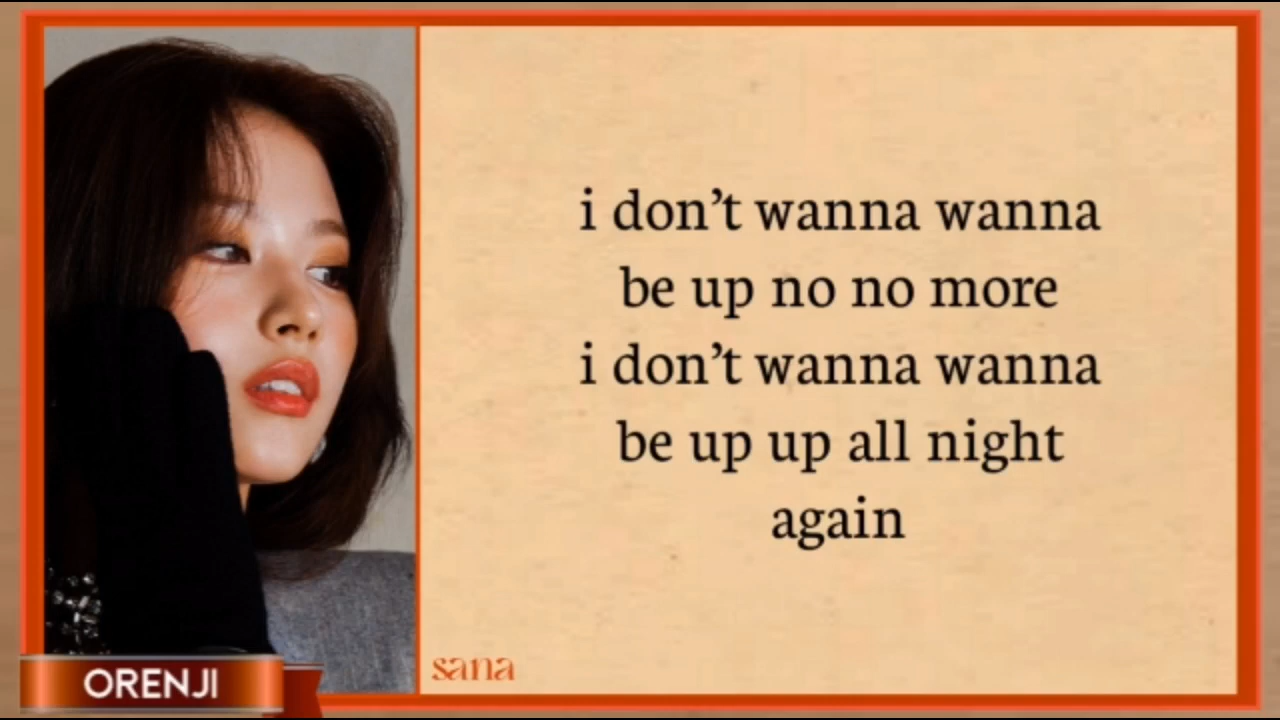 i don’t wanna wanna
be up no no more
i don’t wanna wanna
be up up all night
again
sana
ORENJI